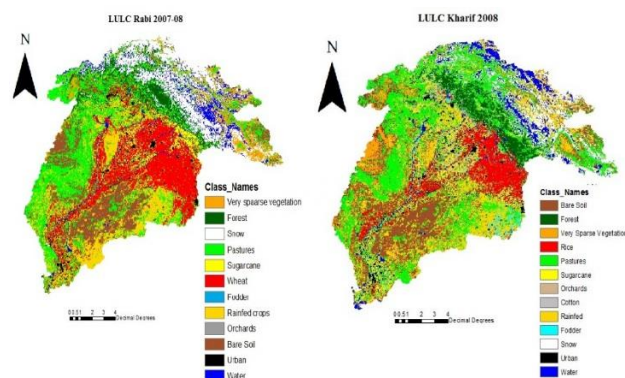 LULC Rabi 2007-08
N
Class_Names
Very spaarse vegetation
Forest
Snow
Pastures
Sugarcane
Wheat
Fodder
Rainfed crops
Orchards
Bare Soil
Urban
Water
Decimal Degrees
LULC Kharif 2008
N
Class_Names
Bare Soil
Forest
Very Sparse Vegetation
Rice
Pastures
Sugarcane
Orchards
Cotton
Rainfed
Fodder
Snow
Urban
Water
Decimal Degrees